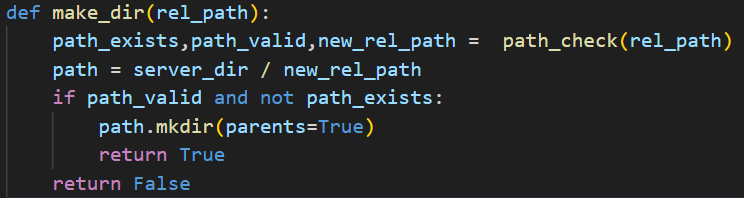 def make_dir(rel_path):
    path_exists,path_valid,new_rel_path =  path_check(rel_path)
    path = server_dir / new_rel_path
    if path_valid and not path_exists:
        path.mkdir(parents=True)
        return True
    return False